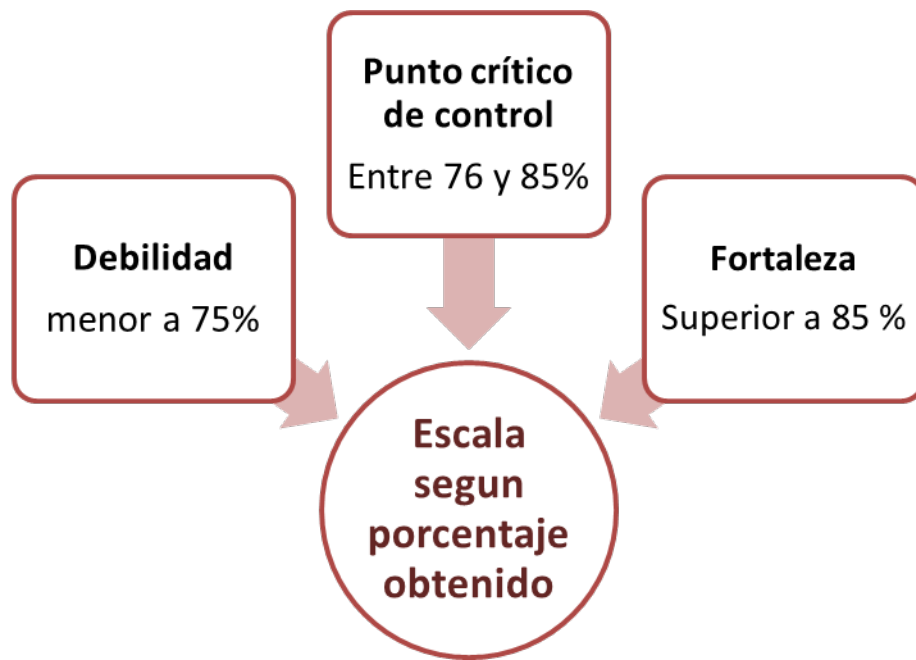 Punto crítico
de control
Entre 76 y 85%
Debilidad
menor a 75%
Fortaleza
Superior a 85 %
Escala
segun
porcentaje
obtenido